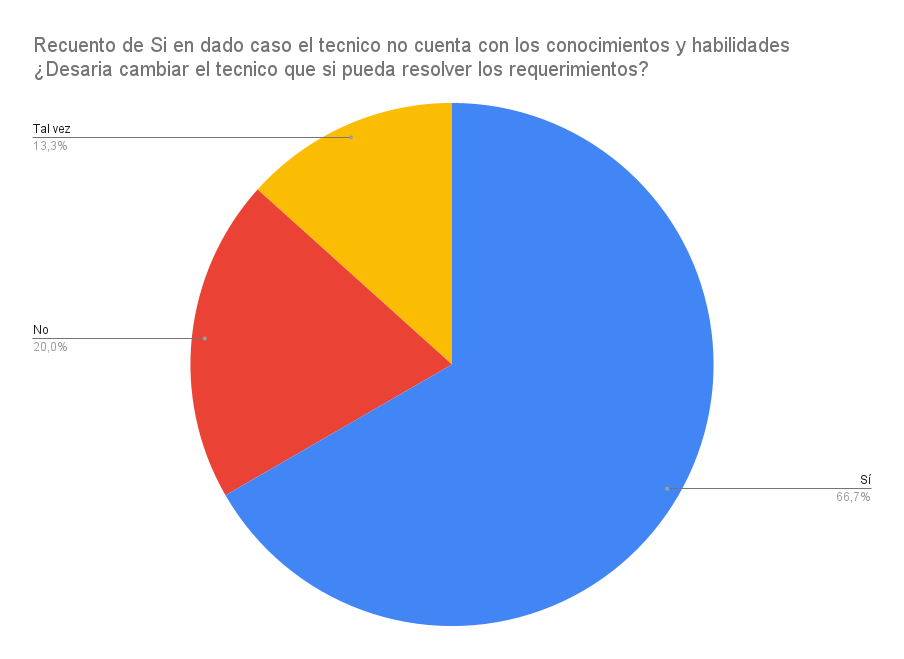 Recuento de Si en dado caso el tecnico no cuenta con los conocimientos y habilidades
¿Desaria cambiar el tecnico que si pueda resolver los requerimientos?
Tal vez
13,3%
No
20,0%
Sí
66,7%